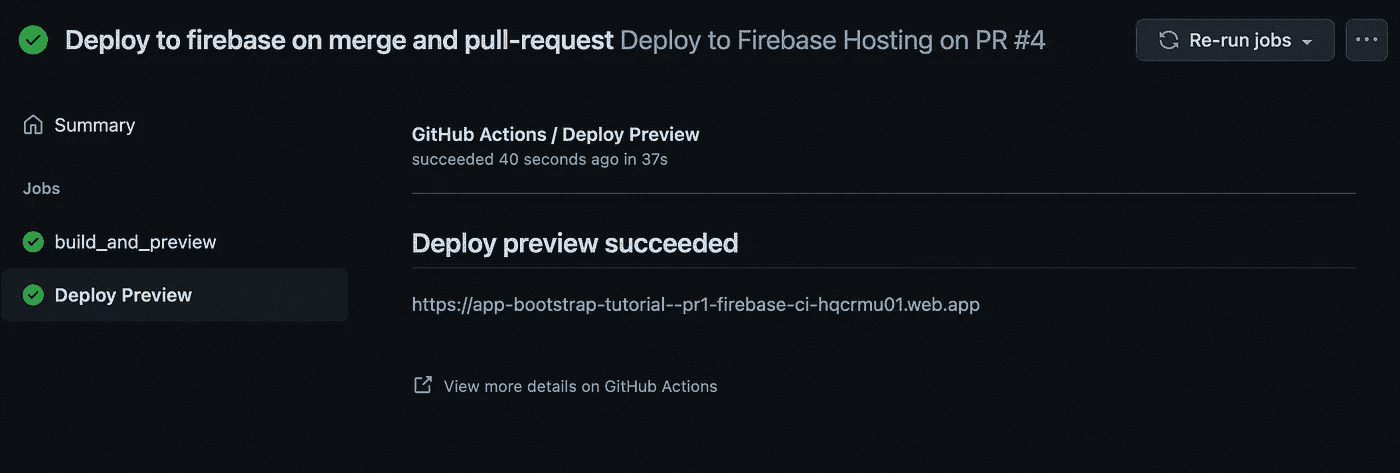 Deploy to firebase on merge and pull-request Deploy to Firebase Hosting on PR #4
Re-run jobs
Summary
GitHub Actions / Deploy Preview
succeeded 40 seconds ago in 37s
Jobs
build_and_preview
Deploy Preview
Deploy preview succeeded
https://app-bootstrap-tutorial--pr1-firebase-ci-hqcrmu01.web.app
View more details on GitHub Actions